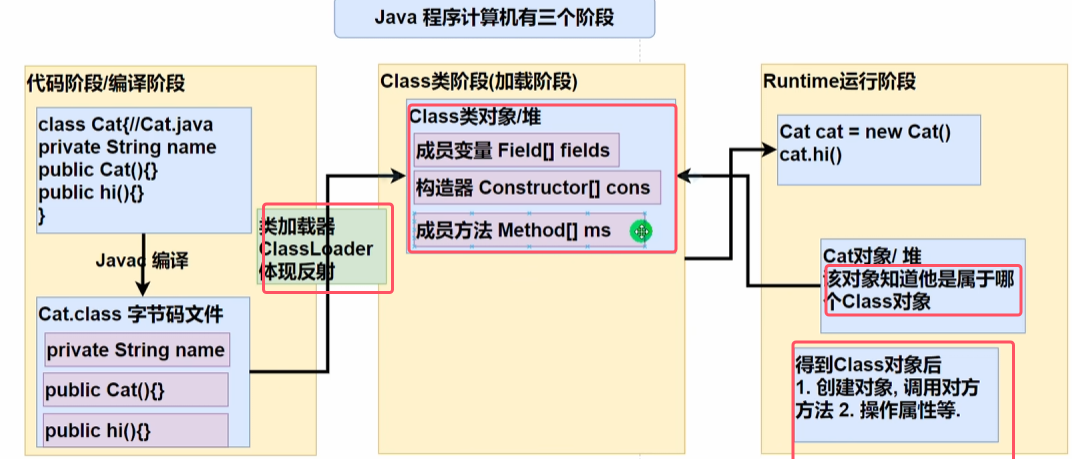 Java 程序计算机有三个阶段
代码阶段/编译阶段
class Cat{//Cat.java
private String name
public Cat(){}
public hi(){}
}
Javac 编译
Cat.class 字节码文件
private String name
public Cat(){}
public hi(){}
类加载器
ClassLoader
体现反射
Class类阶段(加载阶段)
Class类对象/堆
成员变量 Field[] fields
构造器 Constructor[] cons
成员方法 Method[] ms
Runtime运行阶段
Cat cat = new Cat()
cat.hi()
Cat对象/ 堆
该对象知道他是属于哪
个Class对象
得到Class对象后
1. 创建对象, 调用对方
方法 2. 操作属性等.